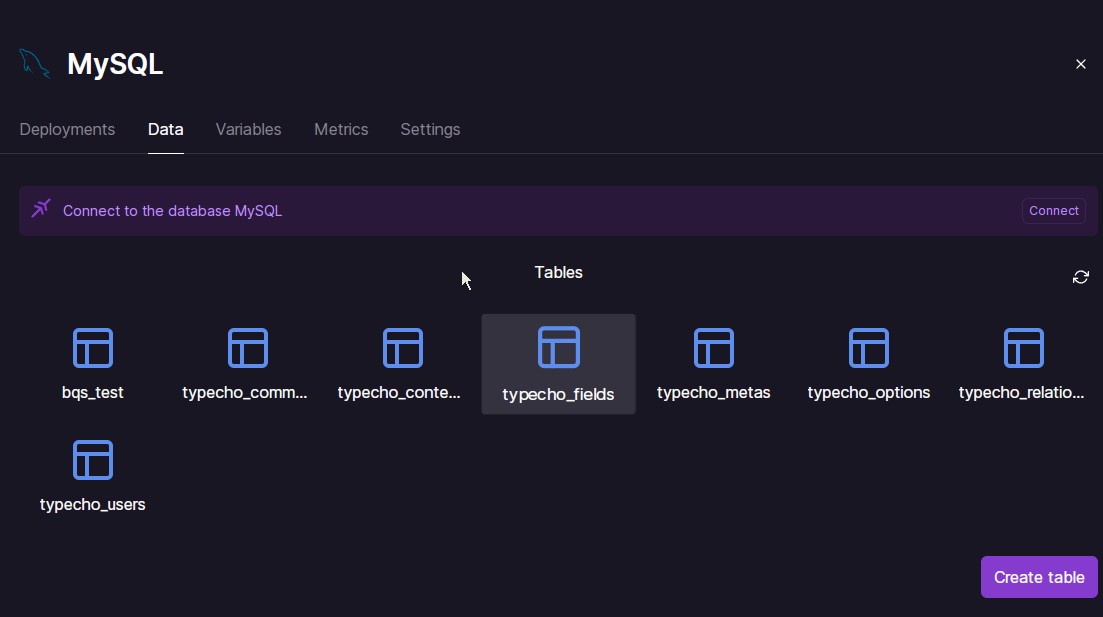 MySQL
Deployments Data Variables Metrics Settings
Connect to the database MySQL Connect
Tables
bqs_test typecho_comm... typecho_conte... typecho_fields typecho_metas typecho_options typecho_relatio...
typecho_users
Create table